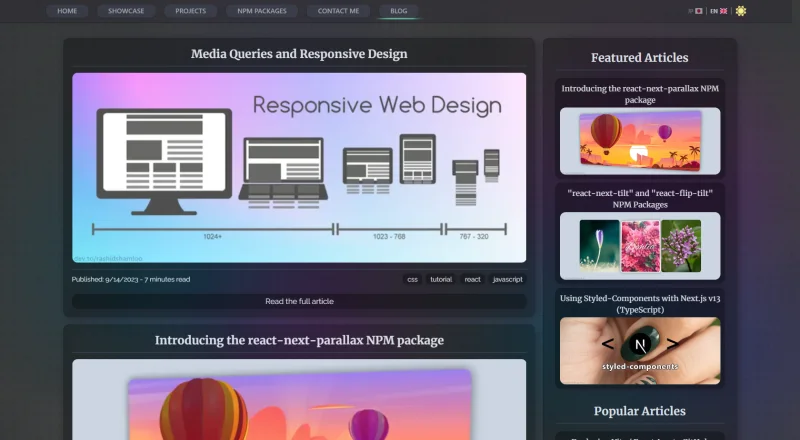 HOME
SHOWCASE
PROJECTS
NPM PACKAGES
CONTACT ME
BLOG
EN
Media Queries and Responsive Design
Responsive Web Design
1024+
1023 - 768
767 - 320
Published: 9/14/2023 - 7 minutes read
css
tutorial
react
javascript
Read the full article
Introducing the react-next-parallax NPM package
Featured Articles
Introducing the react-next-parallax NPM
package
"react-next-tilt" and "react-flip-tilt"
NPM Packages
Using Styled-Components with Next.js v13
(TypeScript)
< N >
styled-components
Popular Articles